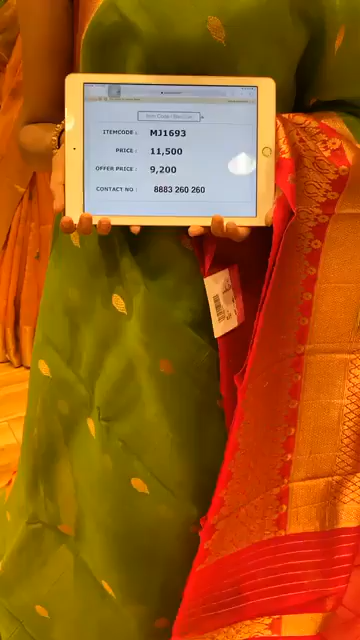 ITEMCODE : MJ1693
PRICE : 11,500
OFFER PRICE : 9,200
CONTACT NO : 8883 260 260